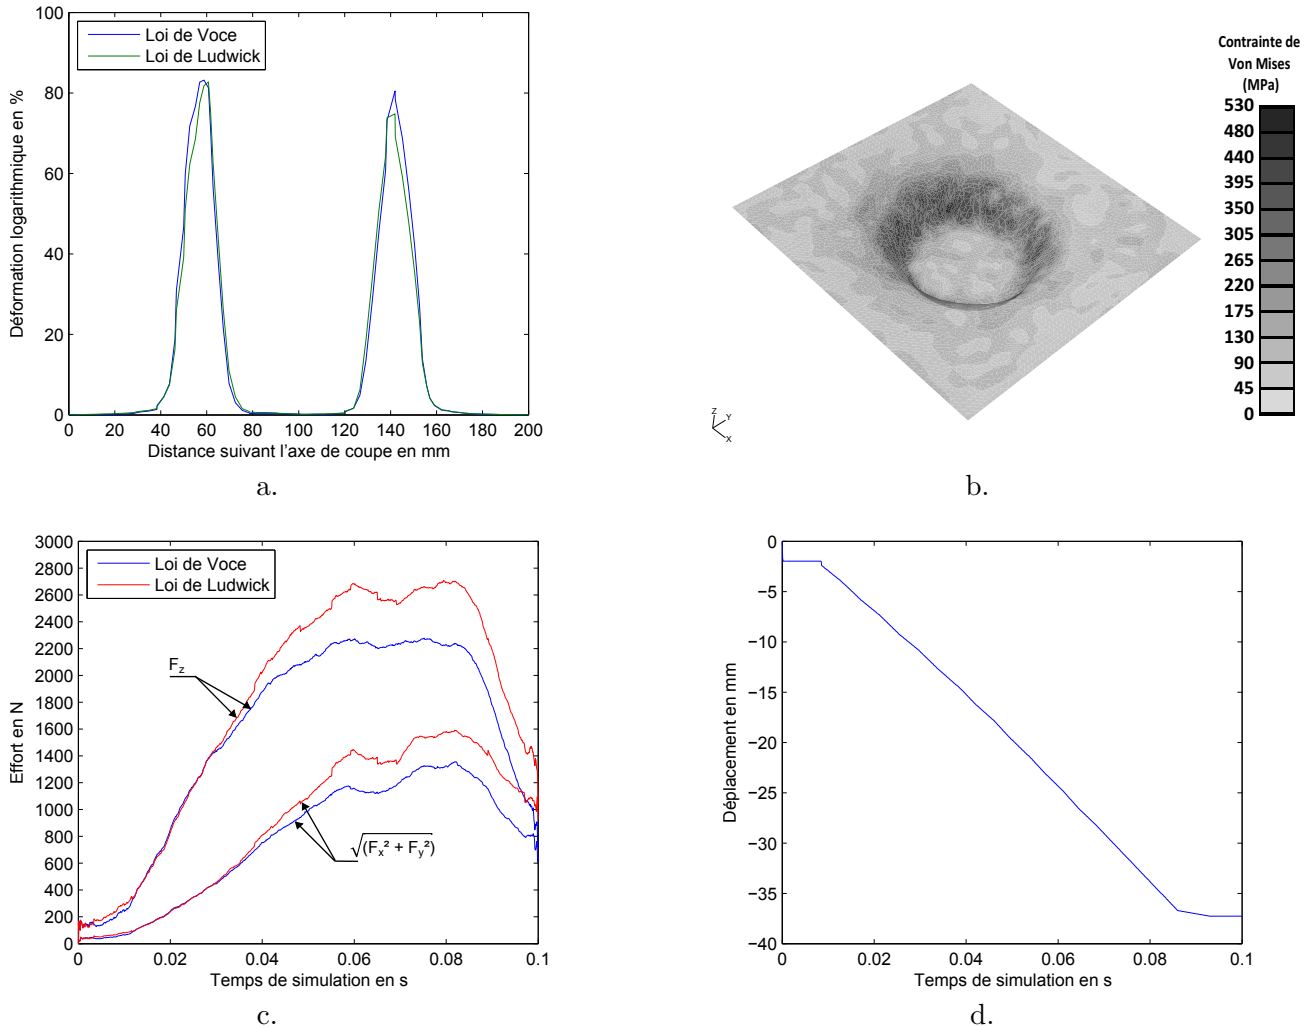 100
80
60
40
20
0
Déformation logarithmique en %
Loi de Voce
Loi de Ludwick
0 20 40 60 80 100 120 140 160 180 200
Distance suivant l'axe de coupe en mm
a.
Contrainte de
Von Mises
(MPa)
530
480
440
395
350
305
265
220
175
130
90
45
0
Z
Y
X
b.
3000
2800
2600
2400
2200
2000
1800
1600
1400
1200
1000
800
600
400
200
0
Effort en N
Loi de Voce
Loi de Ludwick
Fz
√(Fx² + Fy²)
0 0.02 0.04 0.06 0.08 0.1
Temps de simulation en s
c.
0
−5
−10
−15
−20
−25
−30
−35
−40
Déplacement en mm
0 0.02 0.04 0.06 0.08 0.1
Temps de simulation en s
d.